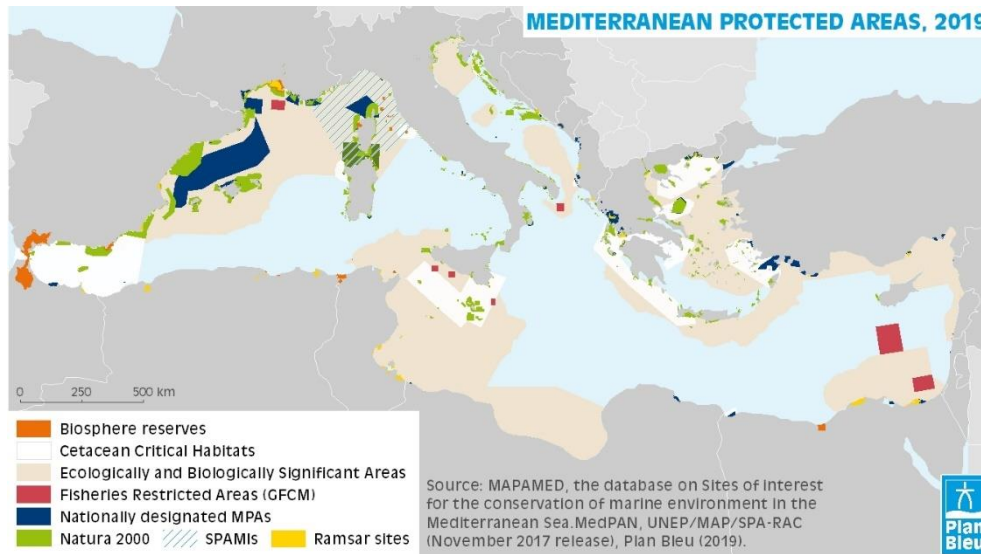 MEDITERRANEAN PROTECTED AREAS, 2019
0 250 500 km
Biosphere reserves
Cetacean Critical Habitats
Ecologically and Biologically Significant Areas
Fisheries Restricted Areas (GFCM)
Nationally designated MPAs
Natura 2000 SPAMIs Ramsar sites
Source: MAPAMED, the database on Sites of Interest
for the conservation of marine environment in the
Mediterranean Sea.MedPAN, UNEP/MAP/SPA-RAC
(November 2017 release), Plan Bleu (2019).
Plan
Bleu